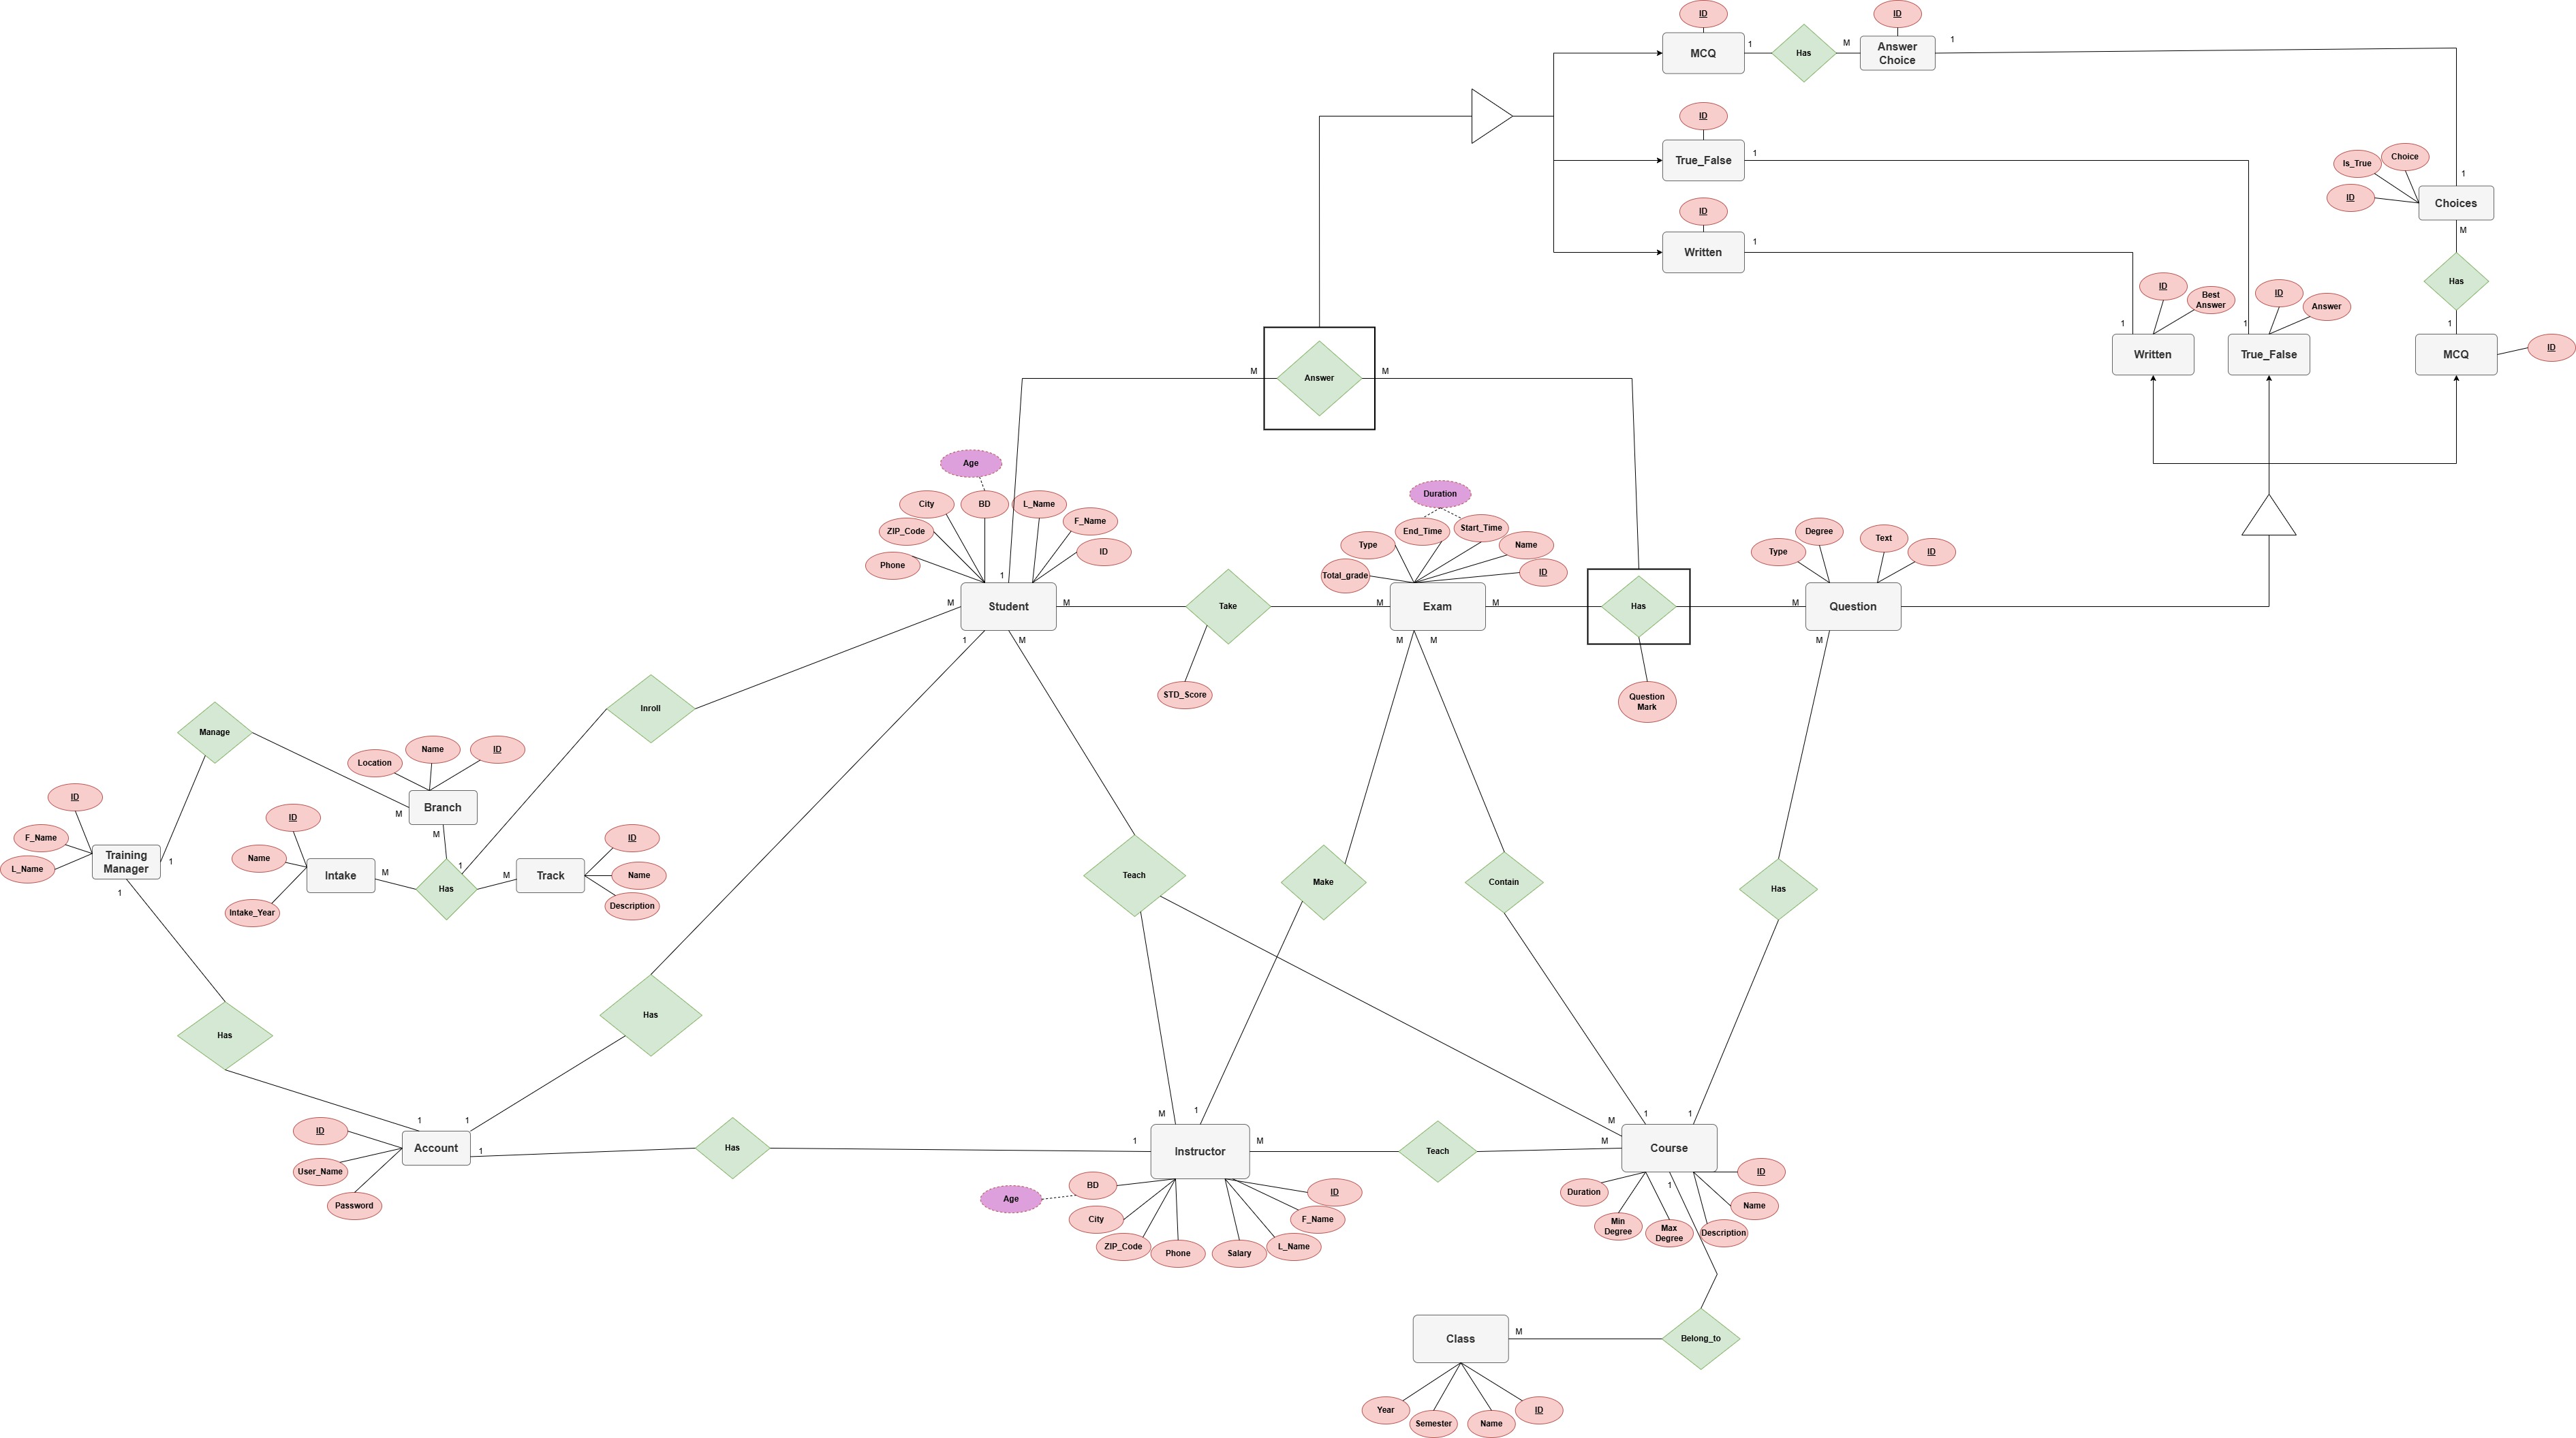 ID
ID
MCQ
1
Has
M
Answer
Choice
1
ID
True_False
1
Is_True
Choice
ID
1
Choices
M
ID
Written
1
Has
ID
Best
Answer
ID
Answer
1
1
1
Written
True_False
MCQ
ID
M
Answer
M
Age
City
BD
L_Name
F_Name
ZIP_Code
ID
Phone
1
Duration
End_Time
Start_Time
Type
Name
Total_grade
ID
Degree
Type
Text
ID
M
Student
M
Take
M
Exam
M
Has
M
Question
1
M
M
M
M
STD_Score
Question
Mark
Inroll
Manage
Location
Name
ID
Branch
M
M
ID
F_Name
L_Name
Training
Manager
1
1
ID
Name
Intake_Year
Intake
M
1
Has
M
Track
ID
Name
Description
Teach
Make
Contain
Has
Has
Has
1
1
ID
User_Name
Password
Account
1
Has
1
M
1
Instructor
M
Teach
M
M
1
1
Course
1
BD
Age
City
ZIP_Code
Phone
Salary
L_Name
F_Name
ID
Duration
Min
Degree
Max
Degree
Description
Name
ID
Class
M
Belong_to
Year
Semester
Name
ID